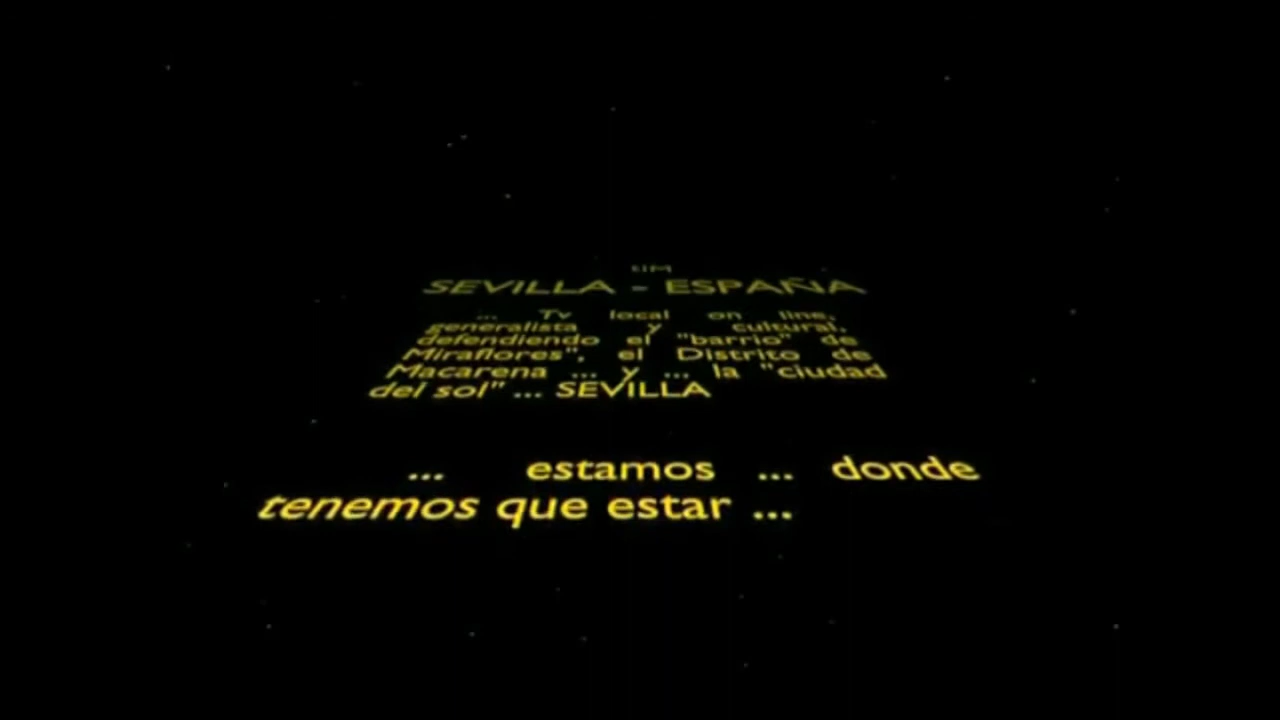 SEVILLA - ESPAÑA
... Tv local on line,
generalista y cultural,
defendiendo el "barrio" de
Miraflores", el Distrito de
Macarena ... y ... la "ciudad
del sol" ... SEVILLA
... estamos ... donde
tenemos que estar ...